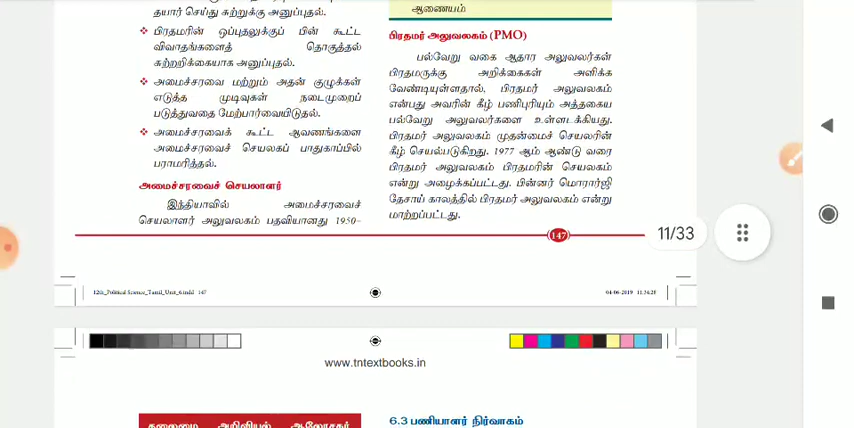 தயார் செய்து சுற்றுக்கு அனுப்புதல்.
❖ பிரதமரின் ஒப்புதலுக்குப் பின் கூட்ட
விவாதங்களைத் தொகுத்தல்
சுற்றறிக்கையாக அனுப்புதல்.
❖ அமைச்சரவை மற்றும் அதன் குழுக்கள்
எடுத்த முடிவுகள் நடைமுறைப்
படுத்துவதை மேற்பார்வையிடுதல்.
❖ அமைச்சரவைக் கூட்ட ஆவணங்களை
அமைச்சரவைச் செயலகப் பாதுகாப்பில்
பராமரித்தல்.
அமைச்சரவைச் செயலாளர்
இந்தியாவில் அமைச்சரவைச்
செயலாளர் அலுவலகம் பதவியானது 1950-
ஆணையம்
பிரதமர் அலுவலகம் (PMO)
பல்வேறு வகை ஆதார அலுவலர்கள்
பிரதமருக்கு அறிக்கைகள் அளிக்க
வேண்டியுள்ளதால், பிரதமர் அலுவலகம்
என்பது அவரின் கீழ் பணிபுரியும் அத்தகைய
பல்வேறு அலுவலர்களை உள்ளடக்கியது.
பிரதமர் அலுவலகம் முதன்மைச் செயலரின்
கீழ் செயல்படுகிறது. 1977 ஆம் ஆண்டு வரை
பிரதமர் அலுவலகம் பிரதமரின் செயலகம்
என்று அழைக்கப்பட்டது. பின்னர் மொரார்ஜி
தேசாய் காலத்தில் பிரதமர் அலுவலகம் என்று
மாற்றப்பட்டது.
147
11/33
12th_Political Science_Tamil_Unit_6.indd 147
04-06-2019 11:34:25
www.tntextbooks.in
தலைமை அறிவியல் ஆலோசகர்
6.3 பணியாளர் நிர்வாகம்